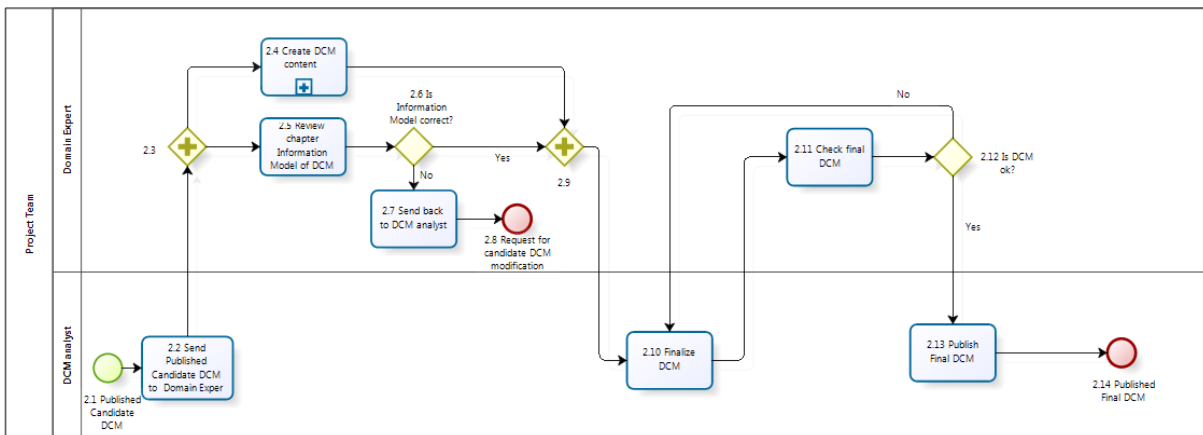 Project Team
Domain Expert
DCM analyst
2.4 Create DCM
content
2.3
2.5 Review
chapter
Information
Model of DCM
2.6 Is
Information
Model correct?
Yes
No
2.9
2.7 Send back
to DCM analyst
2.8 Request for
candidate DCM
modification
No
2.11 Check final
DCM
2.12 Is DCM
ok?
Yes
2.1 Published
Candidate
DCM
2.2 Send
Published
Candidate DCM
to Domain Exper
2.10 Finalize
DCM
2.13 Publish
Final DCM
2.14 Published
Final DCM